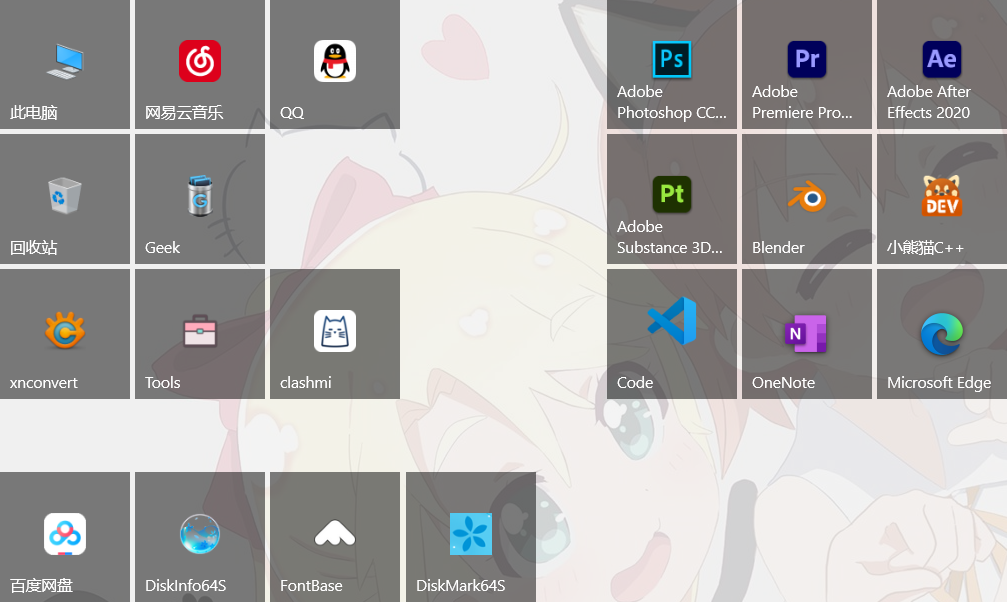 此电脑
网易云音乐
QQ
Ps
Adobe
Photoshop CC...
Pr
Adobe
Premiere Pro...
Ae
Adobe After
Effects 2020
回收站
G
Geek
Pt
Adobe
Substance 3D...
Blender
DEV
小熊猫C++
xnconvert
Tools
clashmi
Code
N
OneNote
Microsoft Edge
百度网盘
DiskInfo64S
FontBase
DiskMark64S